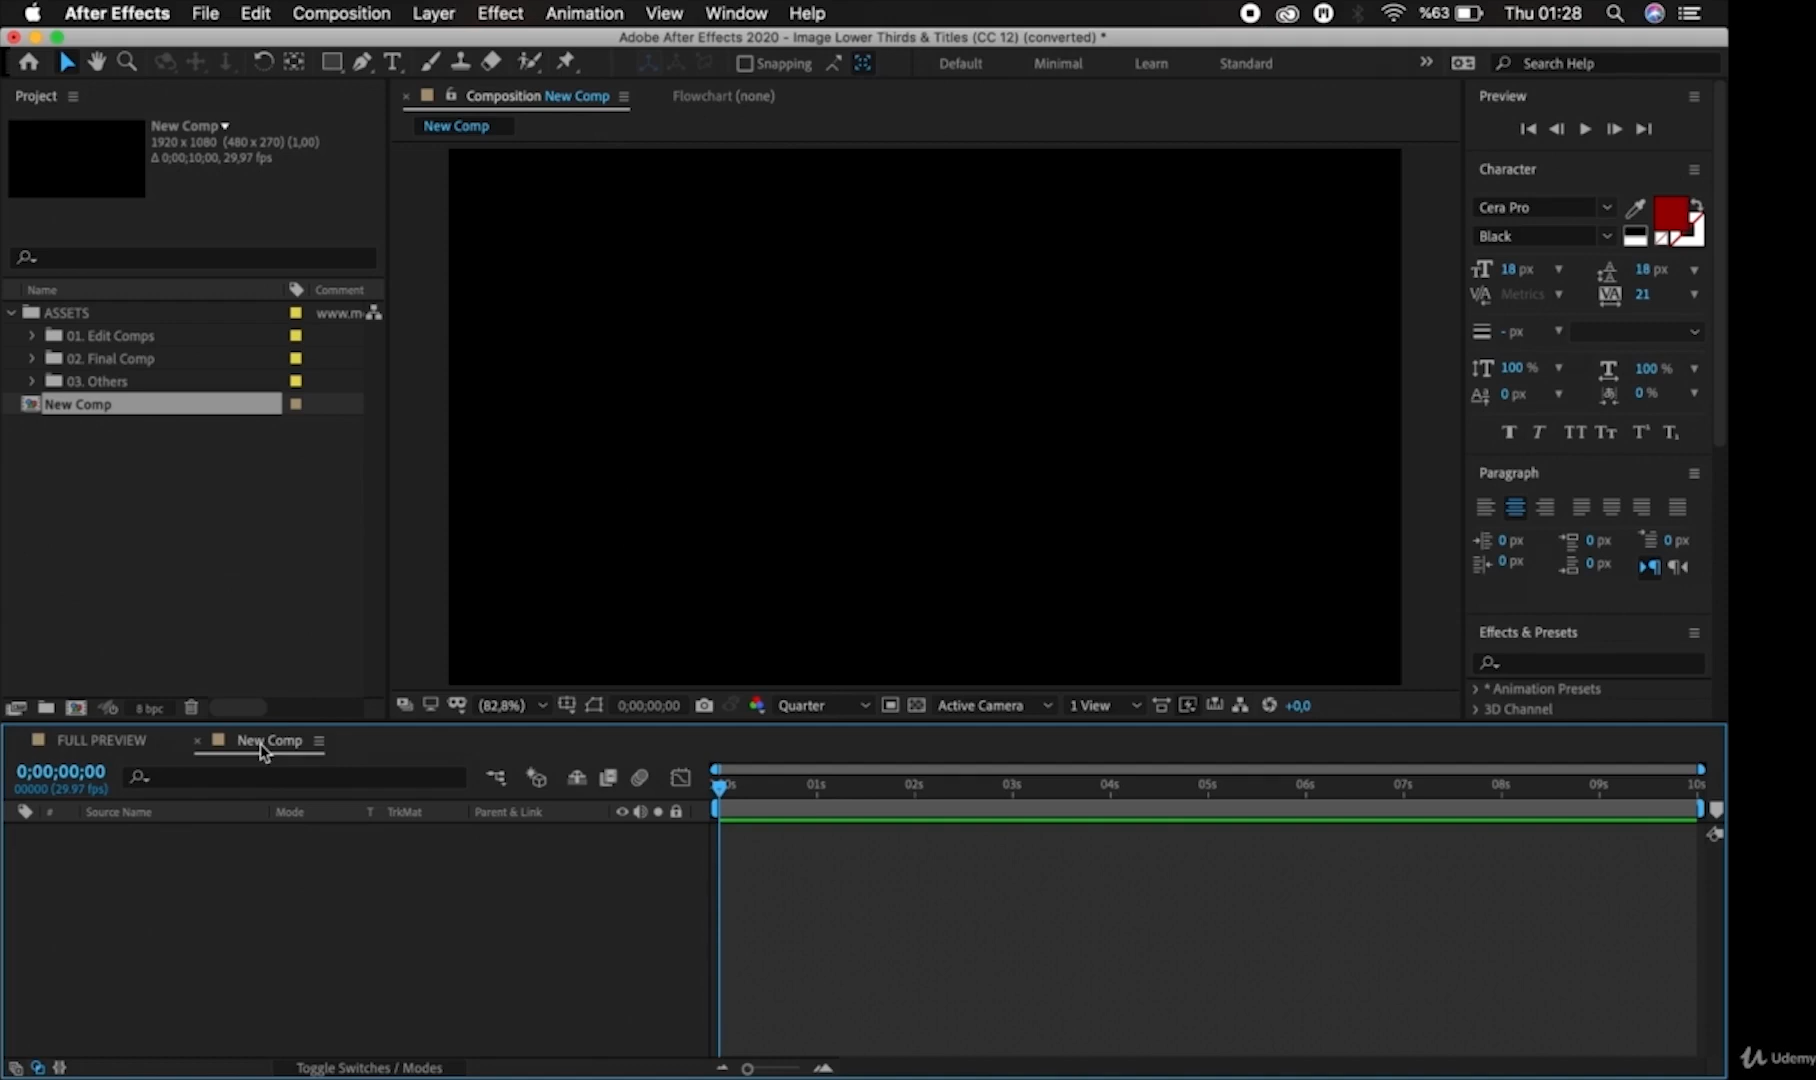 After Effects File Edit Composition Layer Effect Animation View Window Help %63 Thu 01:28
Adobe After Effects 2020 - Image Lower Thirds & Titles (CC 12) (converted) *
Snapping Default Minimal Learn Standard Search Help
Project
New Comp
1920 x 1080 (480 x 270) (1,00)
Δ 0;00;10;00, 29,97 fps
Name Comment
ASSETS www.m
01. Edit Comps
02. Final Comp
03. Others
New Comp
8 bpc
Composition New Comp Flowchart (none)
New Comp
(82,8%) 0;00;00;00 Quarter Active Camera 1 View +0,0
Preview
Character
Cera Pro
Black
18 px 18 px
Metrics 21
- px
100 % 100 %
0 px 0 %
T T TT Tт T¹ T₁
Paragraph
0 px 0 px 0 px
0 px 0 px
Effects & Presets
* Animation Presets
3D Channel
FULL PREVIEW New Comp
0;00;00;00
00000 (29.97 fps)
# Source Name Mode T TrkMat Parent & Link
00s 01s 02s 03s 04s 05s 06s 07s 08s 09s 10s
Toggle Switches / Modes
Udemy